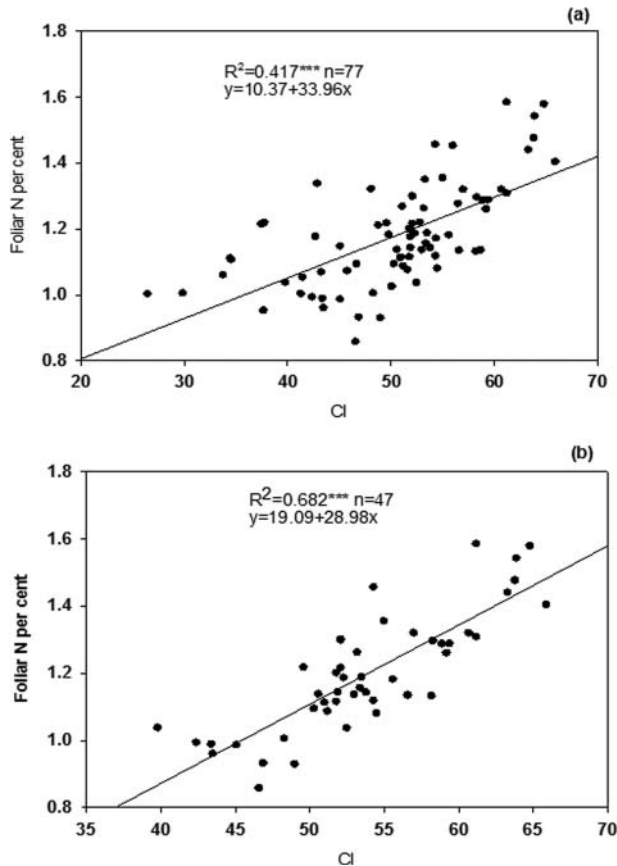 (a)
R²=0.417*** n=77
y=10.37+33.96x
Foliar N per cent
1.8
1.6
1.4
1.2
1.0
0.8
20 30 40 50 60 70
CI
(b)
R²=0.682*** n=47
y=19.09+28.98x
Foliar N per cent
1.8
1.6
1.4
1.2
1.0
0.8
35 40 45 50 55 60 65 70
CI